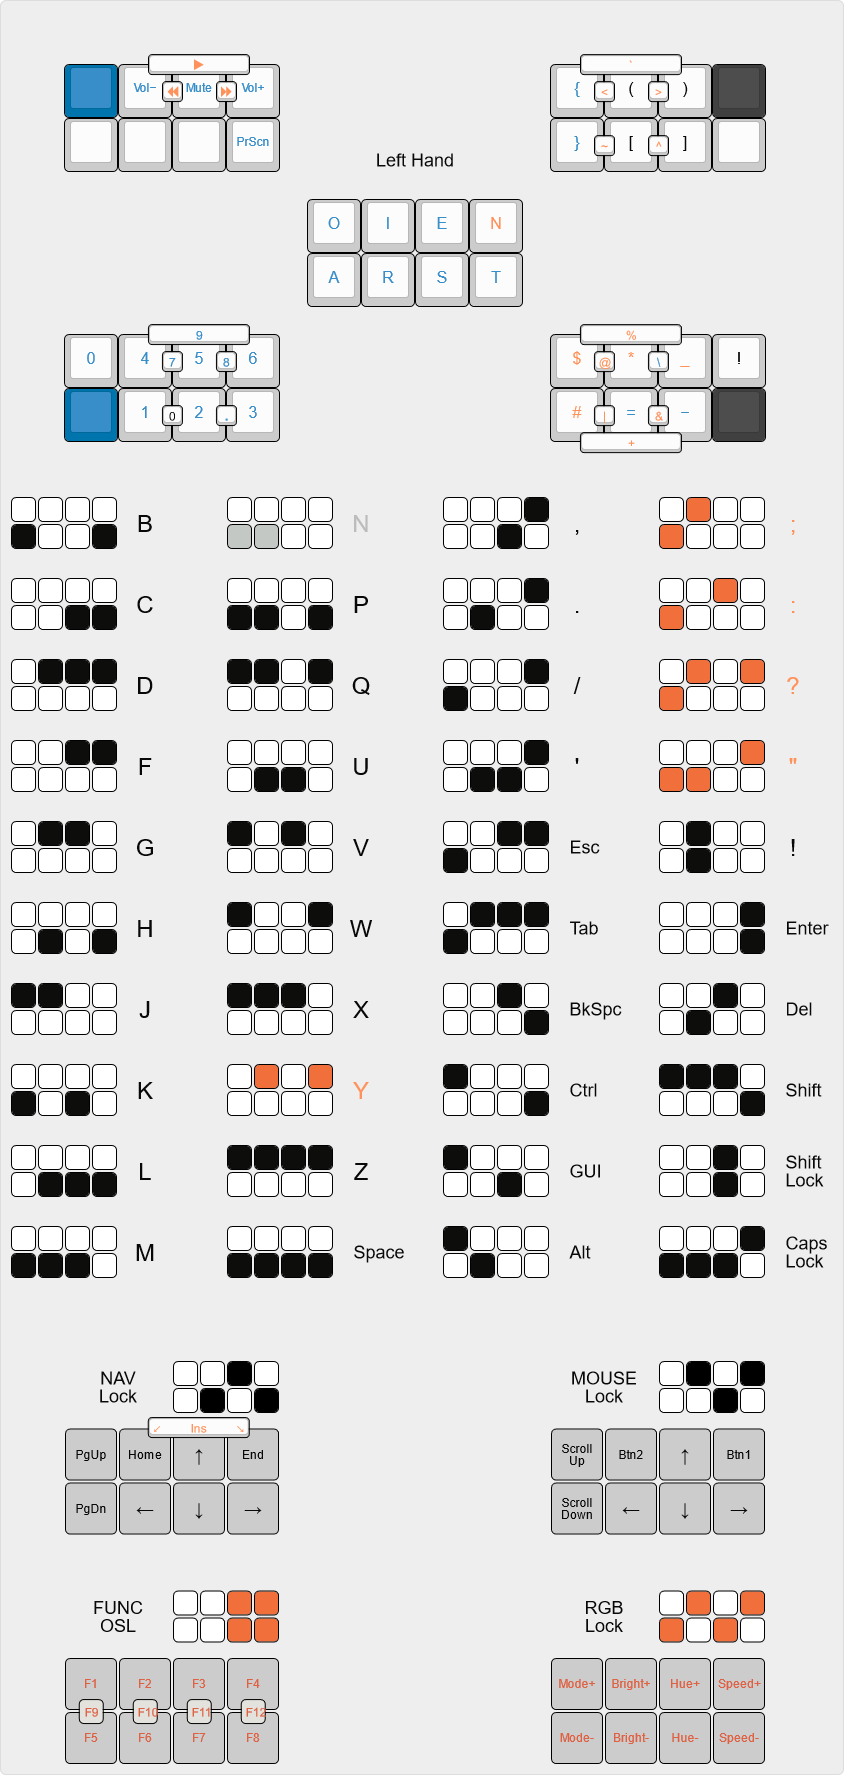 ▶
Vol− ◀◀ Mute ▶▶ Vol+
PrScn
`
{ < ( > )
} ~ [ ^ ]
Left Hand
O I E N
A R S T
9
0 4 7 5 8 6
1 0 2 . 3
%
$ @ * \ _ !
# | = & −
+
B N , ;
C P . :
D Q / ?
F U ' "
G V Esc !
H W Tab Enter
J X BkSpc Del
K Y Ctrl Shift
L Z GUI Shift
Lock
M Space Alt Caps
Lock
NAV
Lock
↙ Ins ↘
PgUp Home ↑ End
PgDn ← ↓ →
MOUSE
Lock
Scroll
Up Btn2 ↑ Btn1
Scroll
Down ← ↓ →
FUNC
OSL
F1 F2 F3 F4
F9 F10 F11 F12
F5 F6 F7 F8
RGB
Lock
Mode+ Bright+ Hue+ Speed+
Mode- Bright- Hue- Speed-